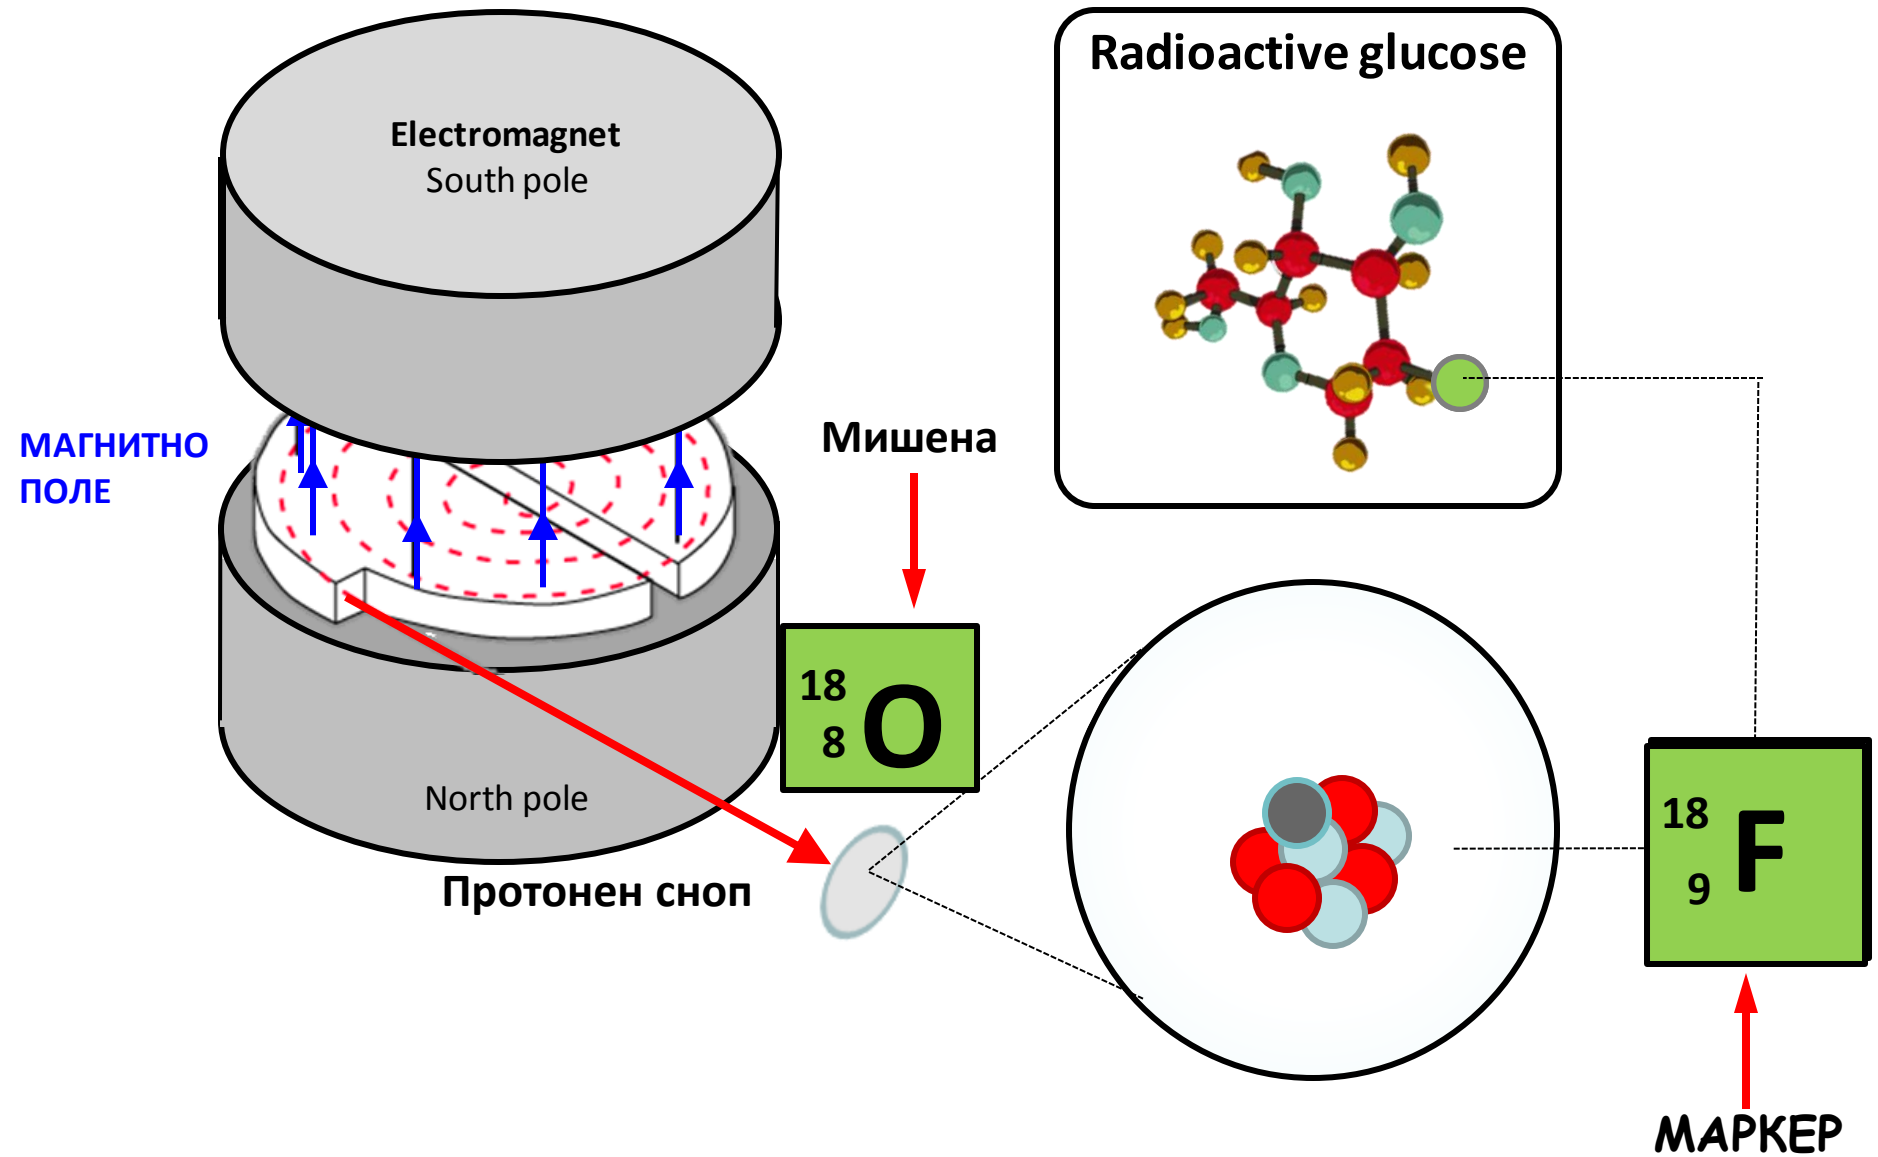 Radioactive glucose
Electromagnet
South pole
МАГНИТНО
ПОЛЕ
Мишена
18
8 O
North pole
Протонен сноп
18
F
9
МАРКЕР